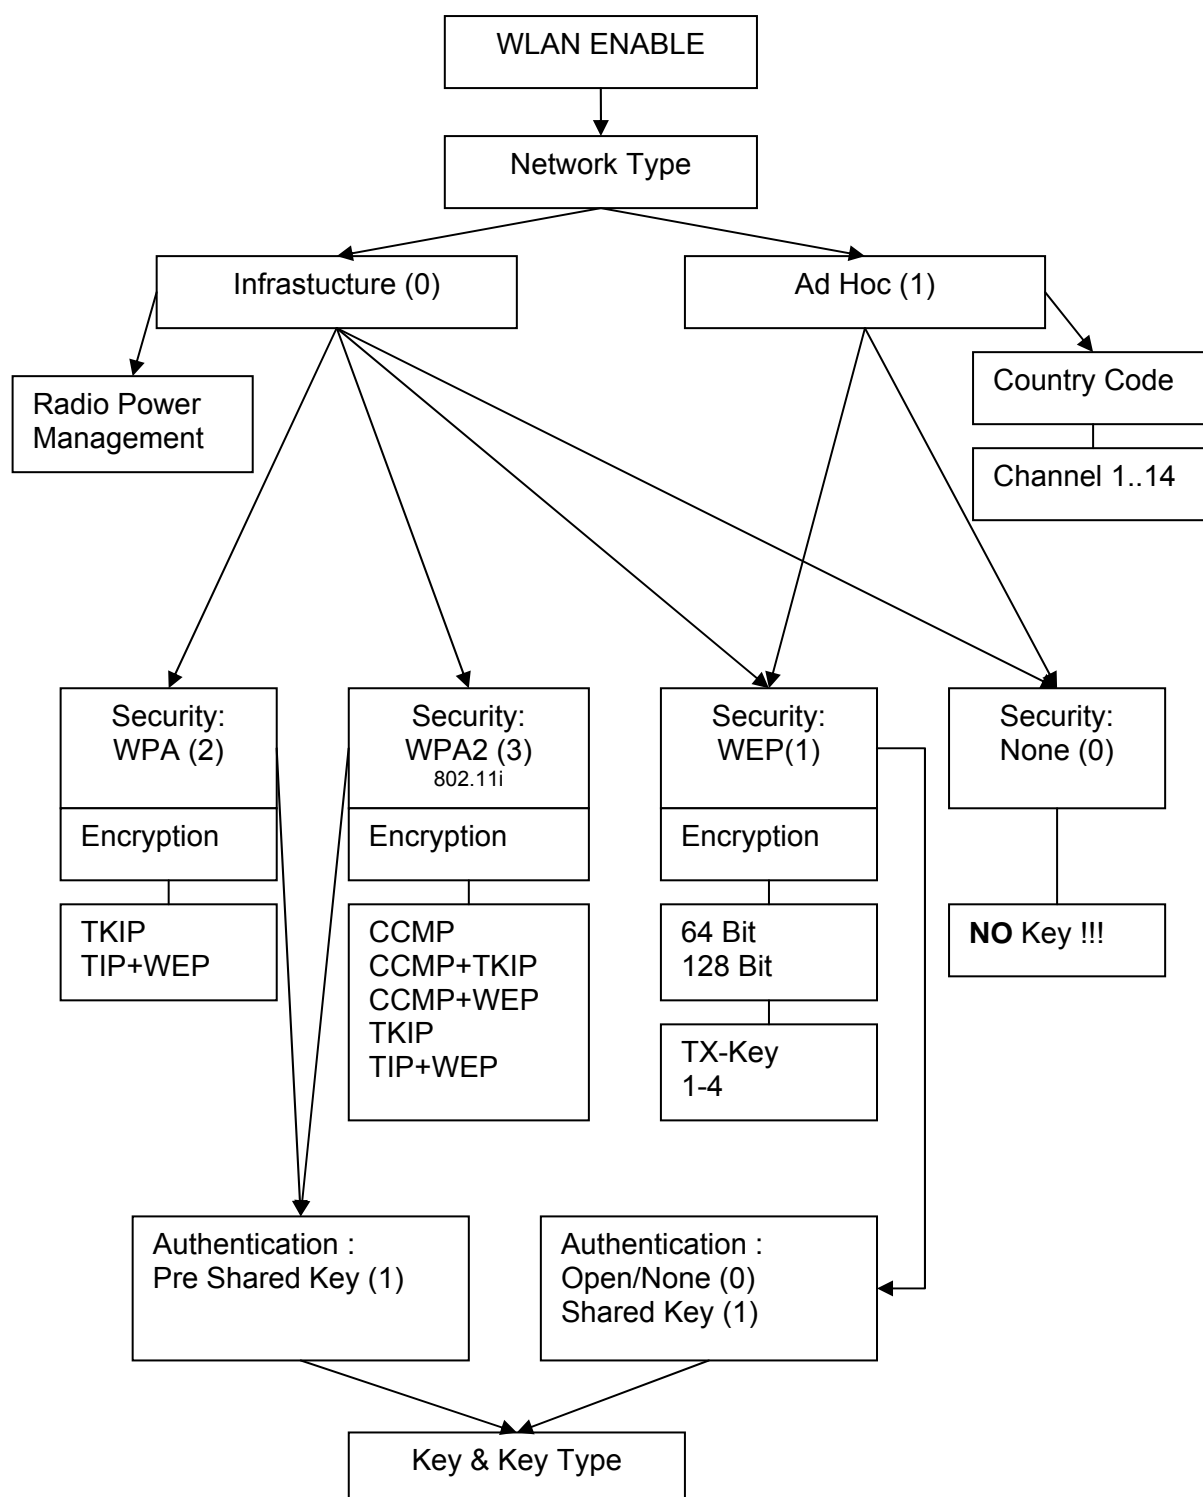 WLAN ENABLE
Network Type
Infrastucture (0)
Ad Hoc (1)
Radio Power
Management
Country Code
Channel 1..14
Security:
WPA (2)
Encryption
TKIP
TIP+WEP
Security:
WPA2 (3)
802.11i
Encryption
CCMP
CCMP+TKIP
CCMP+WEP
TKIP
TIP+WEP
Security:
WEP(1)
Encryption
64 Bit
128 Bit
TX-Key
1-4
Security:
None (0)
NO Key !!!
Authentication :
Pre Shared Key (1)
Authentication :
Open/None (0)
Shared Key (1)
Key & Key Type